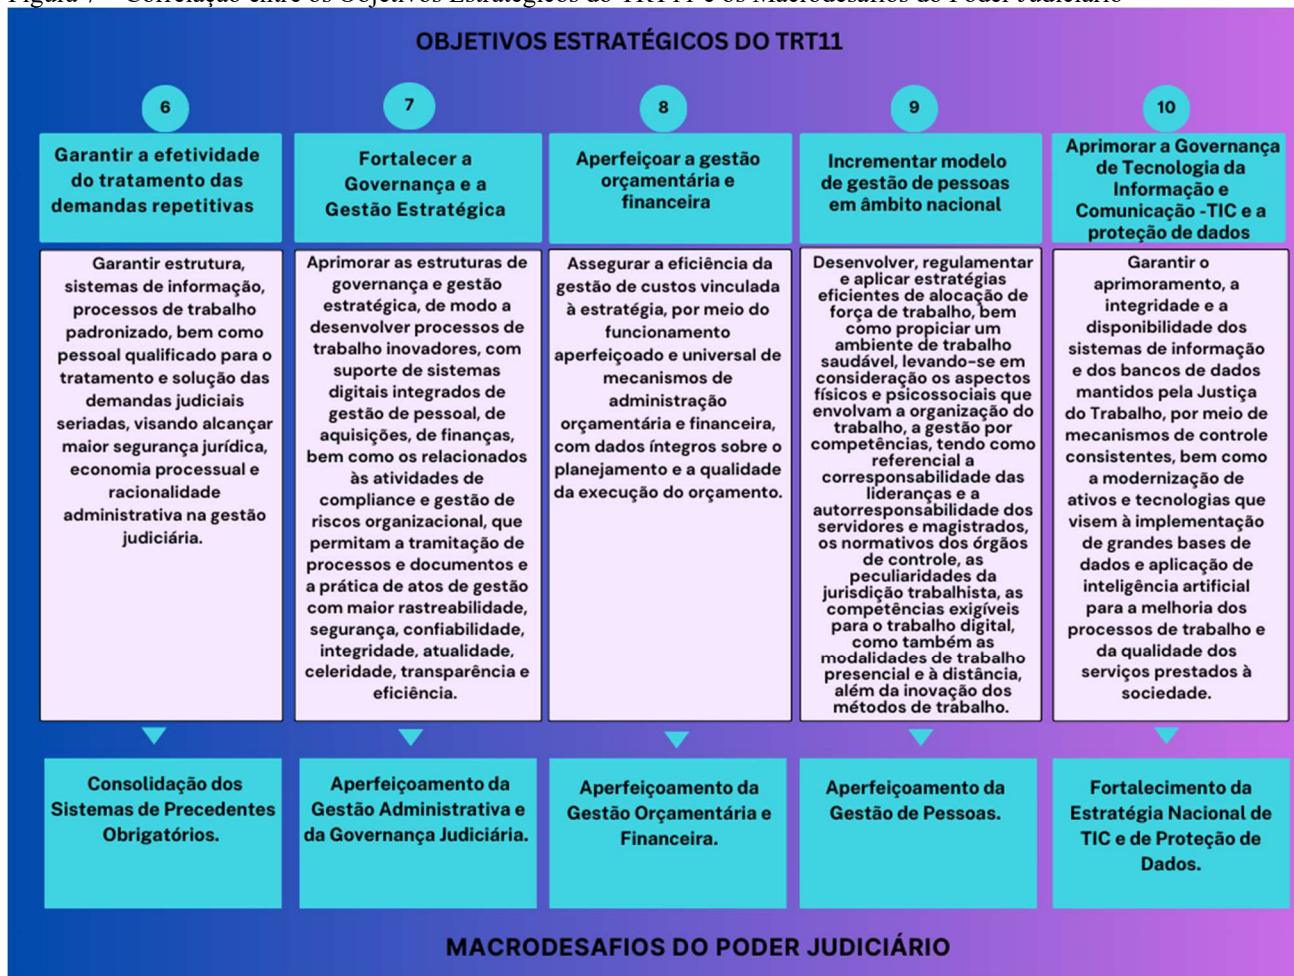 Figura 7 – Correlação entre os Objetivos Estratégicos do TRT11 e os Macrodesafios do Poder Judiciário
OBJETIVOS ESTRATÉGICOS DO TRT11
6
Garantir a efetividade
do tratamento das
demandas repetitivas
Garantir estrutura,
sistemas de informação,
processos de trabalho
padronizado, bem como
pessoal qualificado para o
tratamento e solução das
demandas judiciais
seriadas, visando alcançar
maior segurança jurídica,
economia processual e
racionalidade
administrativa na gestão
judiciária.
Consolidação dos
Sistemas de Precedentes
Obrigatórios.
7
Fortalecer a
Governança e a
Gestão Estratégica
Aprimorar as estruturas de
governança e gestão
estratégica, de modo a
desenvolver processos de
trabalho inovadores, com
suporte de sistemas
digitais integrados de
gestão de pessoal, de
aquisições, de finanças,
bem como os relacionados
às atividades de
compliance e gestão de
riscos organizacional, que
permitam a tramitação de
processos e documentos e
a prática de atos de gestão
com maior rastreabilidade,
segurança, confiabilidade,
integridade, atualidade,
celeridade, transparência e
eficiência.
Aperfeiçoamento da
Gestão Administrativa e
da Governança Judiciária.
8
Aperfeiçoar a gestão
orçamentária e
financeira
Assegurar a eficiência da
gestão de custos vinculada
à estratégia, por meio do
funcionamento
aperfeiçoado e universal de
mecanismos de
administração
orçamentária e financeira,
com dados íntegros sobre o
planejamento e a qualidade
da execução do orçamento.
Aperfeiçoamento da
Gestão Orçamentária e
Financeira.
9
Incrementar modelo
de gestão de pessoas
em âmbito nacional
Desenvolver, regulamentar
e aplicar estratégias
eficientes de alocação de
força de trabalho, bem
como propiciar um
ambiente de trabalho
saudável, levando-se em
consideração os aspectos
físicos e psicossociais que
envolvam a organização do
trabalho, a gestão por
competências, tendo como
referencial a
corresponsabilidade das
lideranças e a
autorresponsabilidade dos
servidores e magistrados,
os normativos dos órgãos
de controle, as
peculiaridades da
jurisdição trabalhista, as
competências exigíveis
para o trabalho digital,
como também as
modalidades de trabalho
presencial e à distância,
além da inovação dos
métodos de trabalho.
Aperfeiçoamento da
Gestão de Pessoas.
10
Aprimorar a Governança
de Tecnologia da
Informação e
Comunicação -TIC e a
proteção de dados
Garantir o
aprimoramento, a
integridade e a
disponibilidade dos
sistemas de informação
e dos bancos de dados
mantidos pela Justiça
do Trabalho, por meio de
mecanismos de controle
consistentes, bem como
a modernização de
ativos e tecnologias que
visem à implementação
de grandes bases de
dados e aplicação de
inteligência artificial
para a melhoria dos
processos de trabalho e
da qualidade dos
serviços prestados à
sociedade.
Fortalecimento da
Estratégia Nacional de
TIC e de Proteção de
Dados.
MACRODESAFIOS DO PODER JUDICIÁRIO